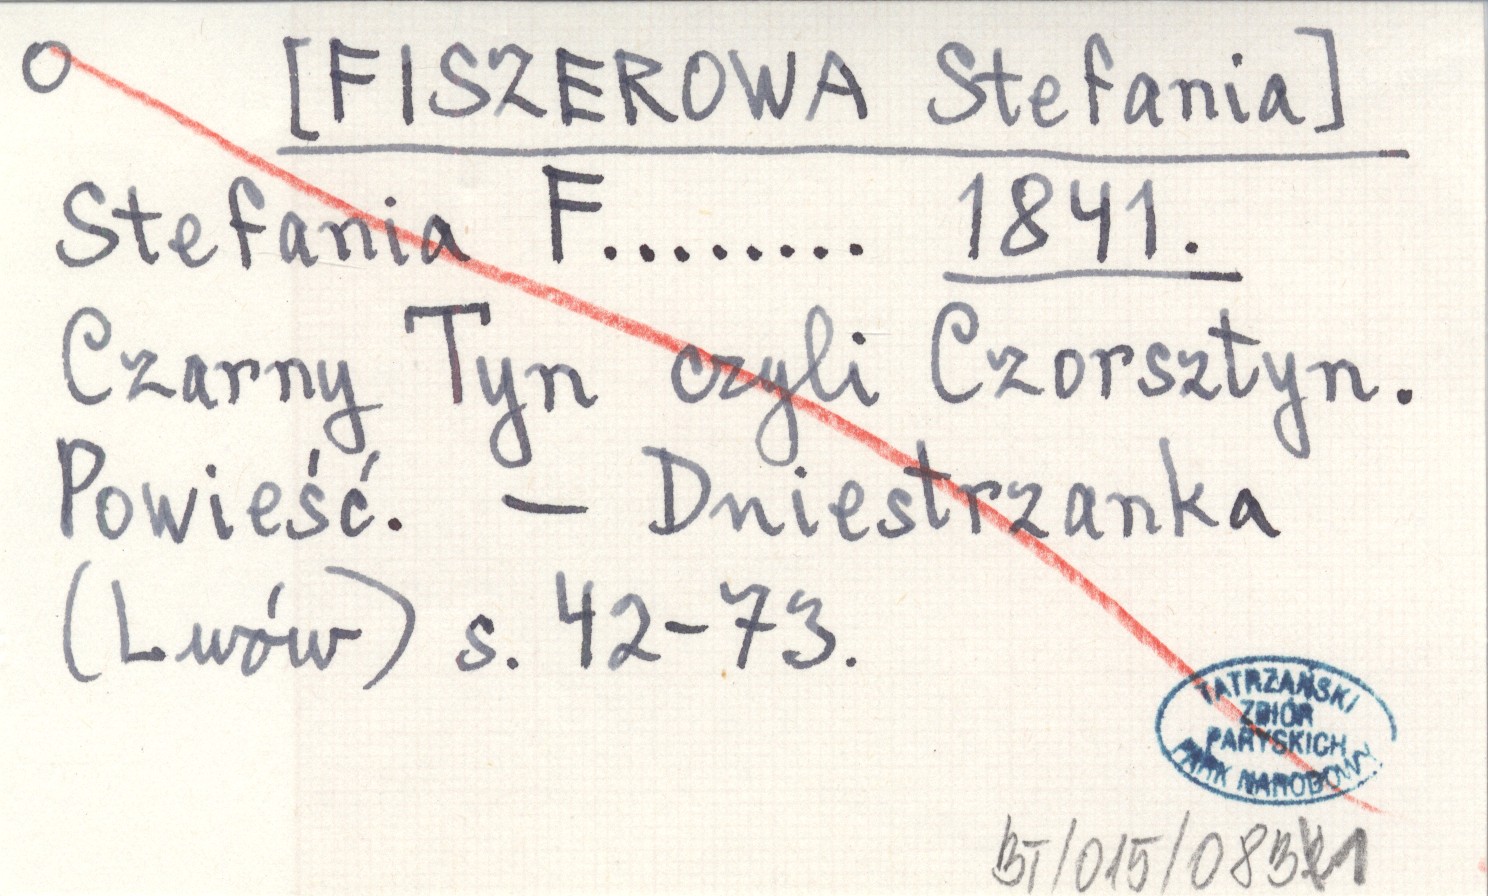 [FISZEROWA Stefania]
Stefania F........ 1841.
Czarny Tyn czyli Czorsztyn.
Powieść. — Dniestrzanka
(Lwów) s. 42-73.
TATRZAŃSKI
ZBIÓR
PARYSKICH
PARK NARODOWY
BT/015/083